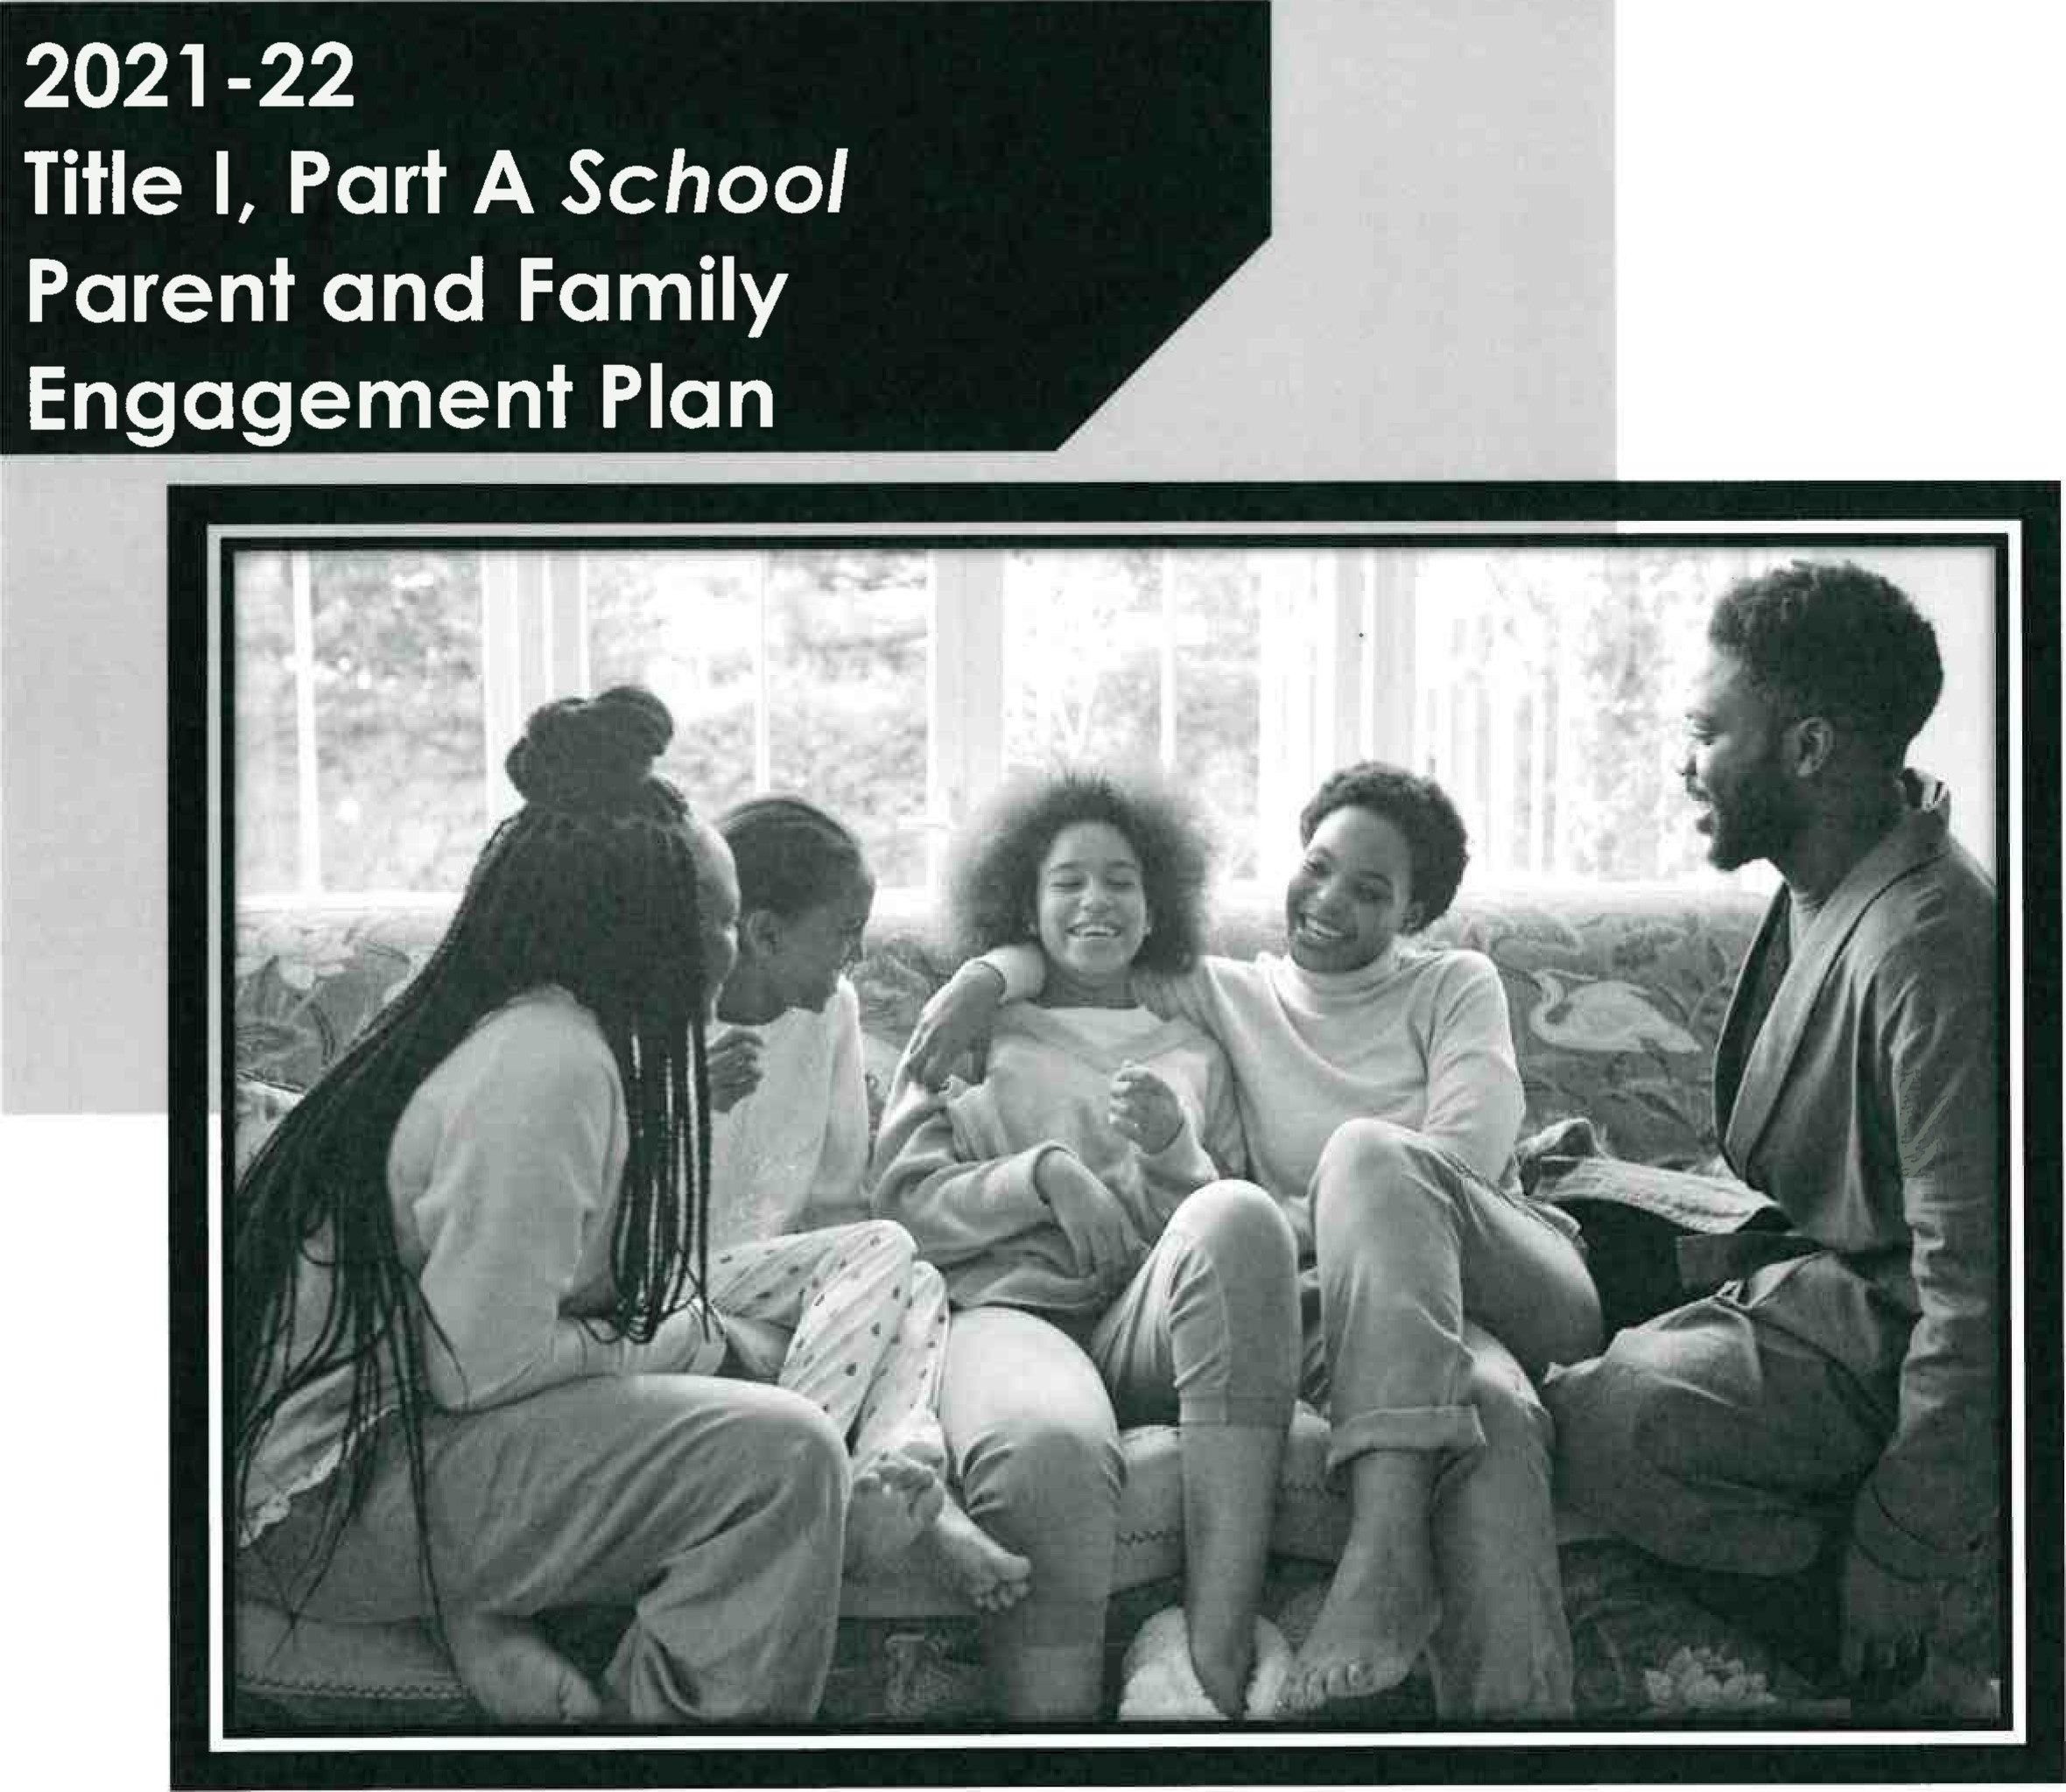 2021-22
Title I, Part A School
Parent and Family
Engagement Plan